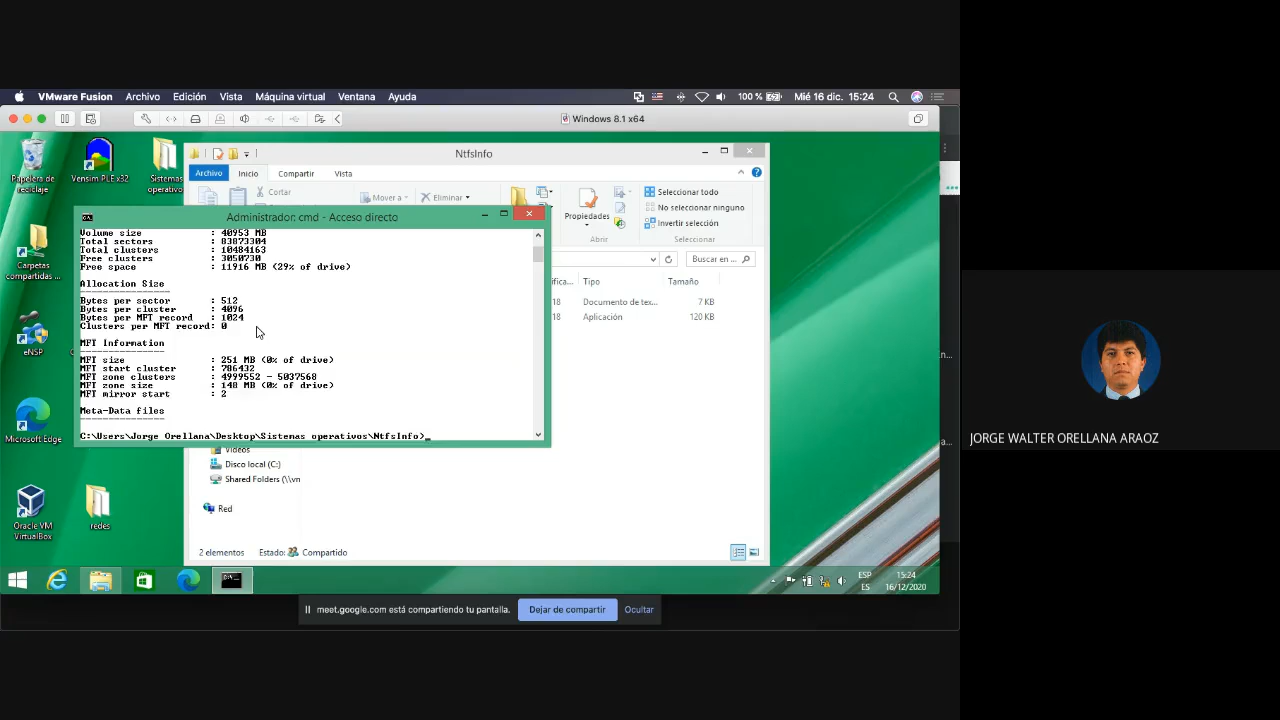 VMware Fusion Archivo Edición Vista Máquina virtual Ventana Ayuda 100 % Mié 16 dic. 15:24
Windows 8.1 x64
Papelera de reciclaje
Vensim PLE x32
Sistemas operativo
NtfsInfo
Archivo Inicio Compartir Vista
Cortar
Mover a
Eliminar
Propiedades
Seleccionar todo
No seleccionar ninguno
Invertir selección
Abrir
Seleccionar
Buscar en ...
ifica... Tipo Tamaño
18 Documento de tex... 7 KB
18 Aplicación 120 KB
Administrador: cmd - Acceso directo
Volume size : 40953 MB
Total sectors : 83873304
Total clusters : 10484163
Free clusters : 3050730
Free space : 11916 MB (29% of drive)
Allocation Size
----------------
Bytes per sector : 512
Bytes per cluster : 4096
Bytes per MFT record : 1024
Clusters per MFT record: 0
MFT Information
---------------
MFT size : 251 MB (0% of drive)
MFT start cluster : 786432
MFT zone clusters : 4999552 - 5037568
MFT zone size : 148 MB (0% of drive)
MFT mirror start : 2
Meta-Data files
---------------
C:\Users\Jorge Orellana\Desktop\Sistemas operativos\NtfsInfo>_
Carpetas compartidas ...
eNSP
Microsoft Edge
Oracle VM VirtualBox
redes
Vídeos
Disco local (C:)
Shared Folders (\\vn
Red
2 elementos Estado: Compartido
ESP
ES
15:24
16/12/2020
meet.google.com está compartiendo tu pantalla. Dejar de compartir Ocultar
JORGE WALTER ORELLANA ARAOZ